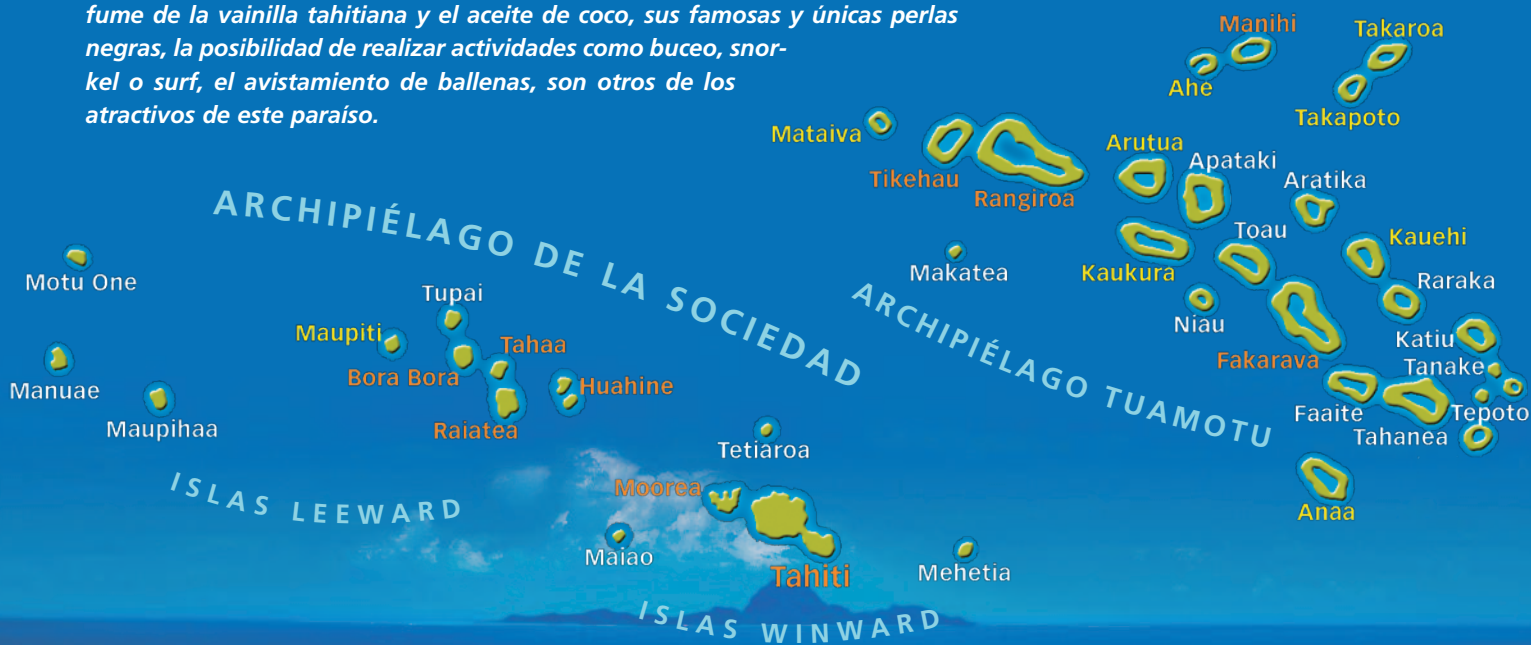 fume de la vainilla tahitiana y el aceite de coco, sus famosas y únicas perlas
negras, la posibilidad de realizar actividades como buceo, snor-
kel o surf, el avistamiento de ballenas, son otros de los
atractivos de este paraíso.
Manihi
Takaroa
Ahe
Takapoto
Mataiva
Arutua
Tikehau
Rangiroa
Apataki
Aratika
ARCHIPIÉLAGO DE LA SOCIEDAD
Toau
Kauehi
Motu One
Makatea
Kaukura
Raraka
Tupai
ARCHIPIÉLAGO TUAMOTU
Niau
Maupiti
Tahaa
Katiu
Fakarava
Tanake
Bora Bora
Huahine
Manuae
Maupihaa
Raiatea
Faaite
Tepoto
Tahanea
Tetiaroa
ISLAS LEEWARD
Moorea
Anaa
Maiao
Tahiti
Mehetia
ISLAS WINWARD